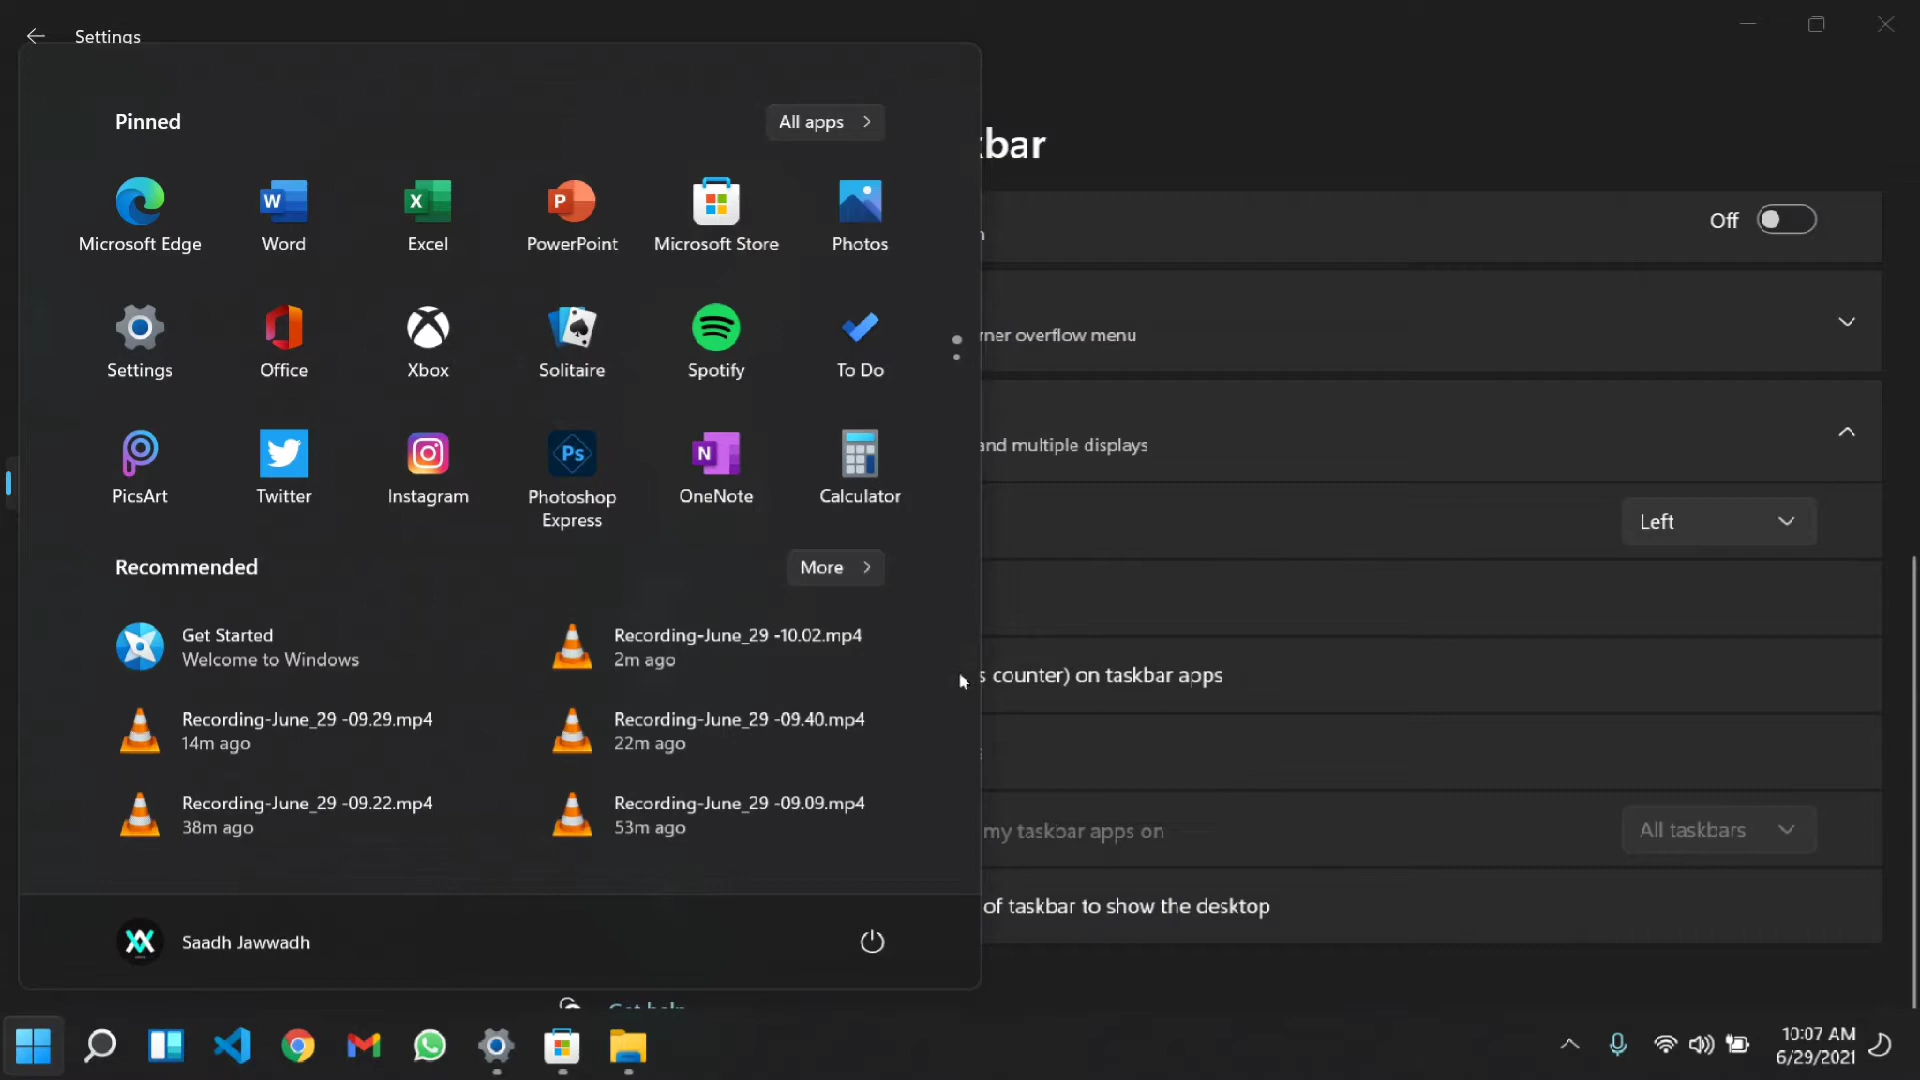 Settings
Pinned
All apps
Microsoft Edge
Word
Excel
PowerPoint
Microsoft Store
Photos
Settings
Office
Xbox
Solitaire
Spotify
To Do
PicsArt
Twitter
Instagram
Photoshop
Express
OneNote
Calculator
Recommended
More
Get Started
Welcome to Windows
Recording-June_29 -10.02.mp4
2m ago
Recording-June_29 -09.29.mp4
14m ago
Recording-June_29 -09.40.mp4
22m ago
Recording-June_29 -09.22.mp4
38m ago
Recording-June_29 -09.09.mp4
53m ago
Saadh Jawwadh
kbar
Off
overflow menu
and multiple displays
Left
s counter) on taskbar apps
my taskbar apps on
All taskbars
of taskbar to show the desktop
Get help
10:07 AM
6/29/2021